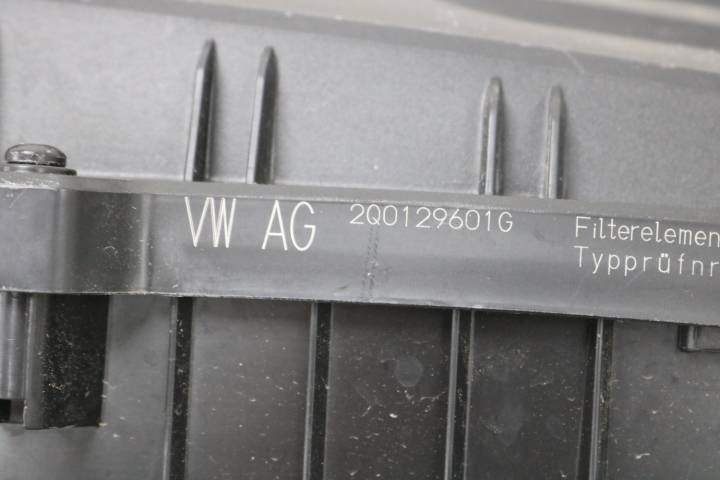 VW AG 2Q0129601G
Filterelemen
Typprüfnr